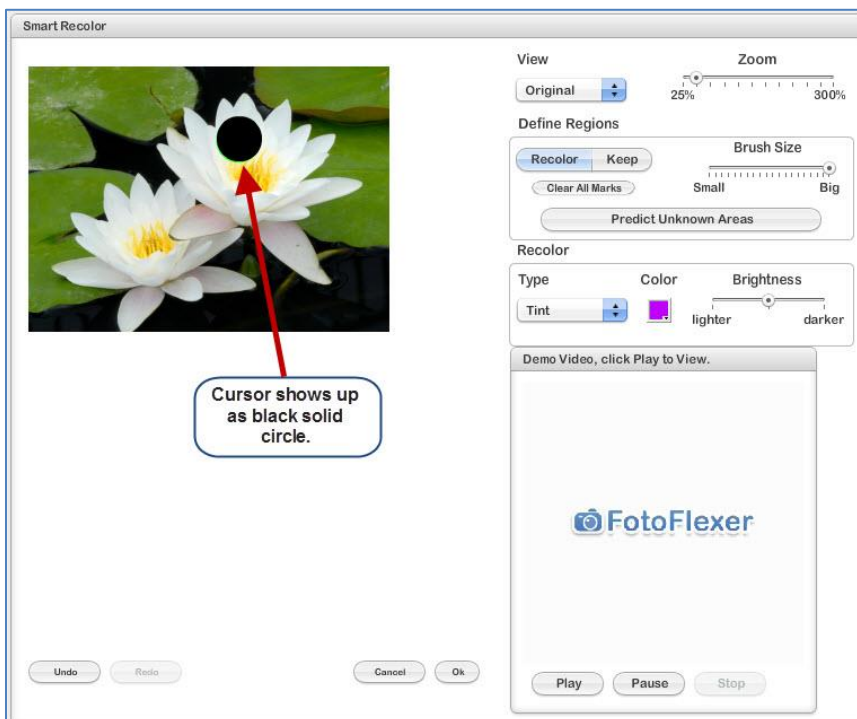 Smart Recolor
View
Zoom
Original
25%
300%
Define Regions
Recolor
Keep
Brush Size
Clear All Marks
Small
Big
Predict Unknown Areas
Recolor
Type
Color
Brightness
Tint
lighter
darker
Demo Video, click Play to View.
Cursor shows up
as black solid
circle.
FotoFlexer
Undo
Redo
Cancel
Ok
Play
Pause
Stop